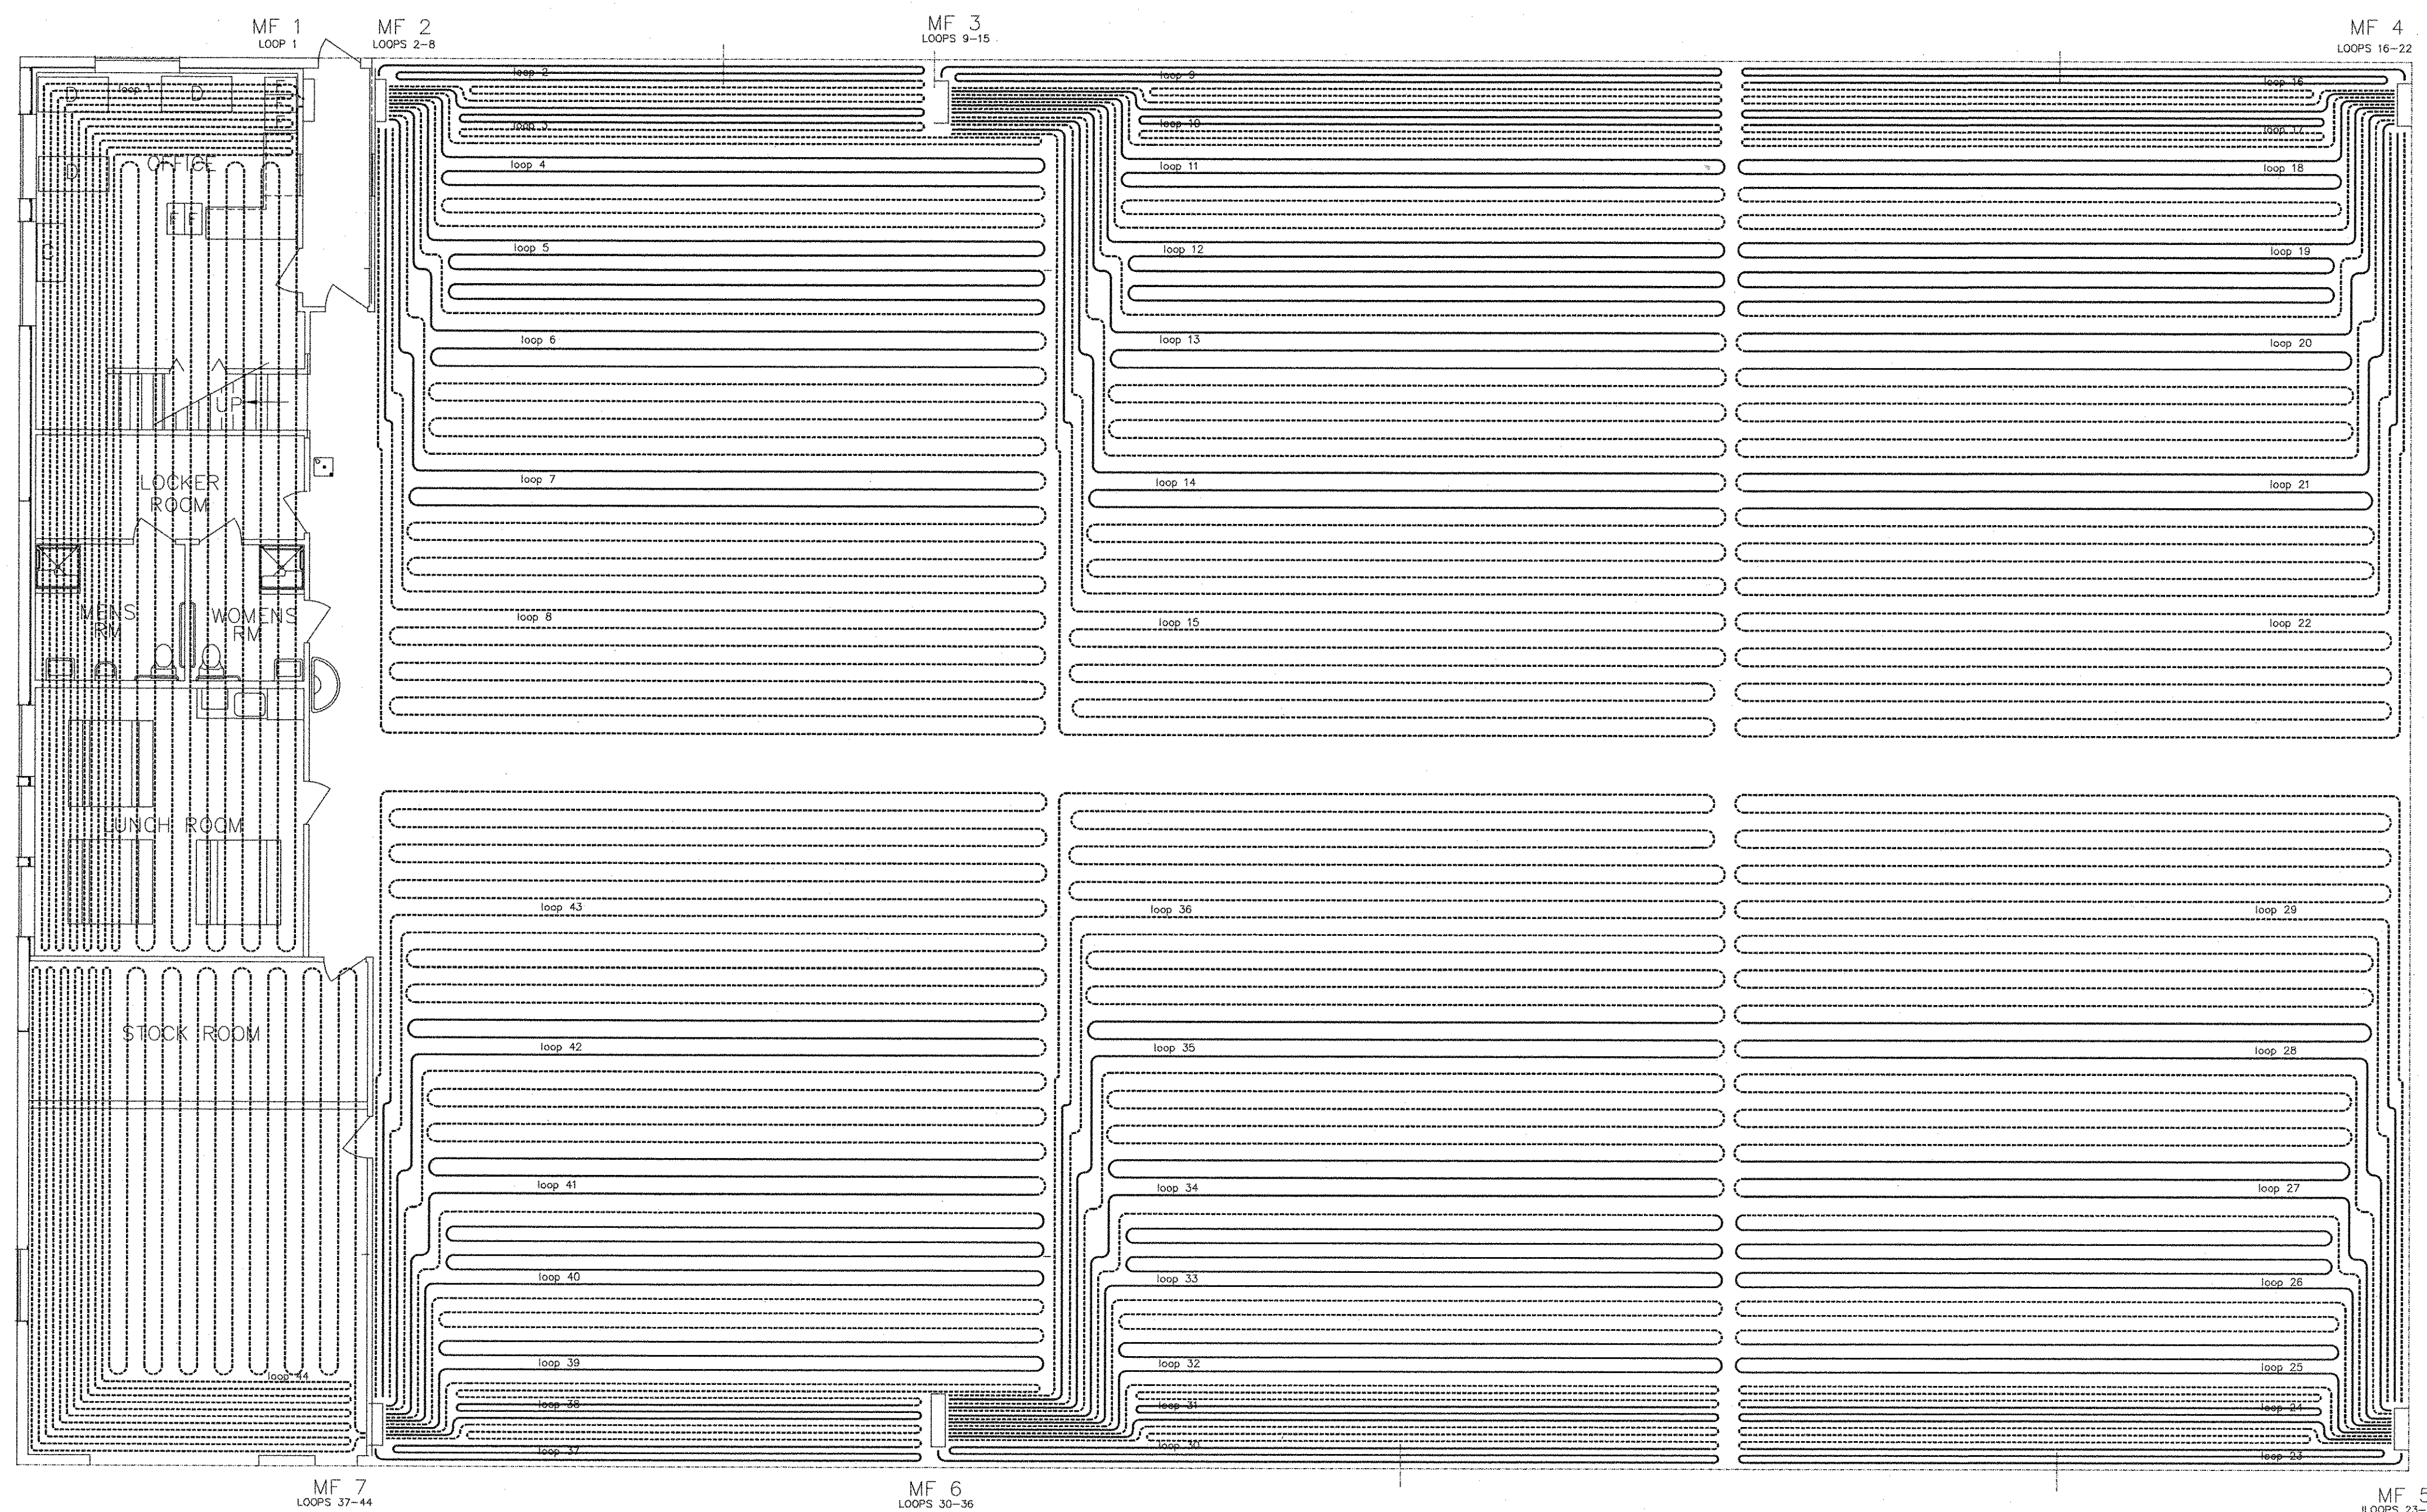 MF 1
LOOP 1
MF 2
LOOPS 2-8
MF 3
LOOPS 9-15
MF 4
LOOPS 16-22
loop 1
D
D
F
F
F
D
OFFICE
F
F
C
UP
LOCKER
ROOM
MENS
RM
WOMENS
RM
LUNCH ROOM
STOCK ROOM
loop 44
loop 2
loop 3
loop 4
loop 5
loop 6
loop 7
loop 8
loop 9
loop 10
loop 11
loop 12
loop 13
loop 14
loop 15
loop 16
loop 17
loop 18
loop 19
loop 20
loop 21
loop 22
loop 43
loop 42
loop 41
loop 40
loop 39
loop 38
loop 37
loop 36
loop 35
loop 34
loop 33
loop 32
loop 31
loop 30
loop 29
loop 28
loop 27
loop 26
loop 25
loop 24
loop 23
MF 7
LOOPS 37-44
MF 6
LOOPS 30-36
MF 5
LOOPS 23-